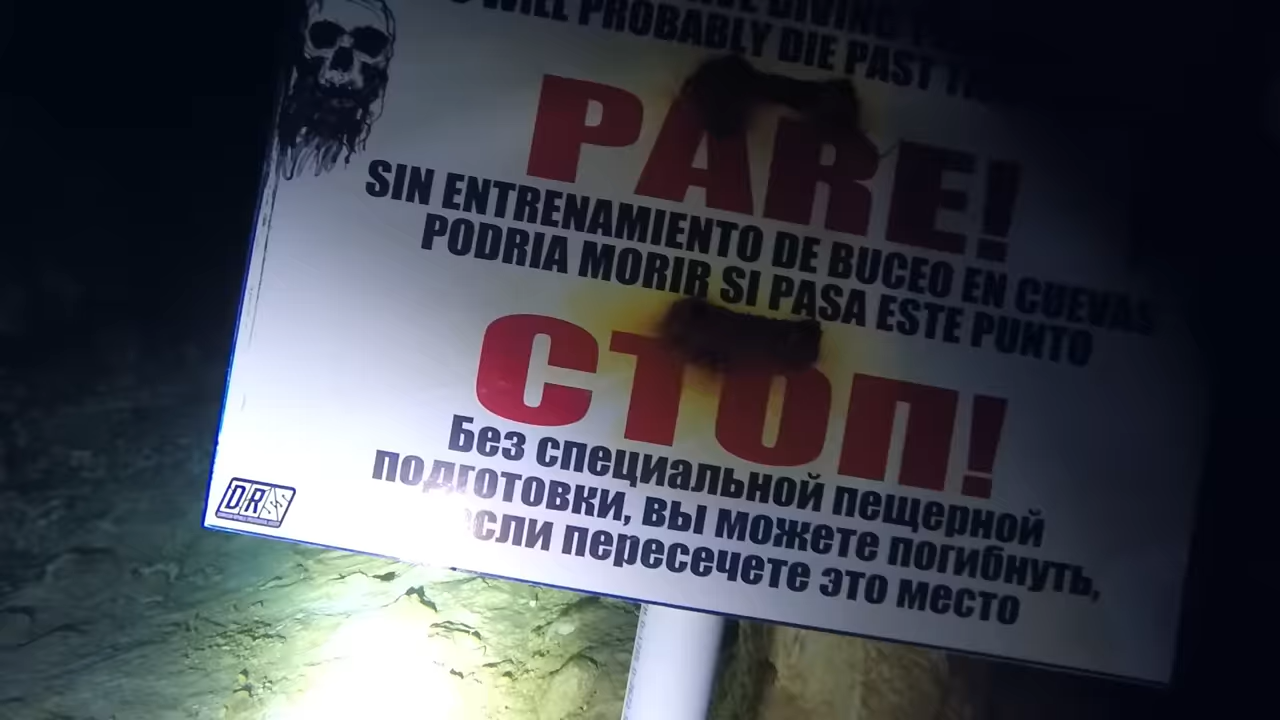 WILL PROBABLY DIE PAST
PARE!
SIN ENTRENAMIENTO DE BUCEO EN CUEVAS
PODRIA MORIR SI PASA ESTE PUNTO
СТОП!
Без специальной пещерной
подготовки, вы можете погибнуть,
если пересечете это место
DR